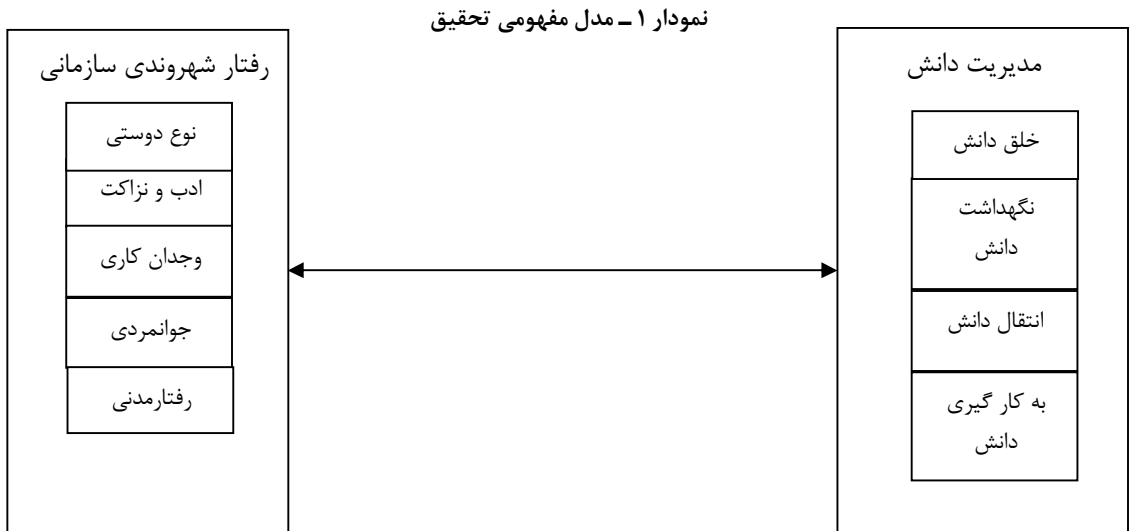 نمودار ۱ ــ مدل مفهومی تحقیق
مدیریت دانش
خلق دانش
نگهداشت
دانش
انتقال دانش
به کار گیری
دانش
رفتار شهروندی سازمانی
نوع دوستی
ادب و نزاکت
وجدان کاری
جوانمردی
رفتارمدنی